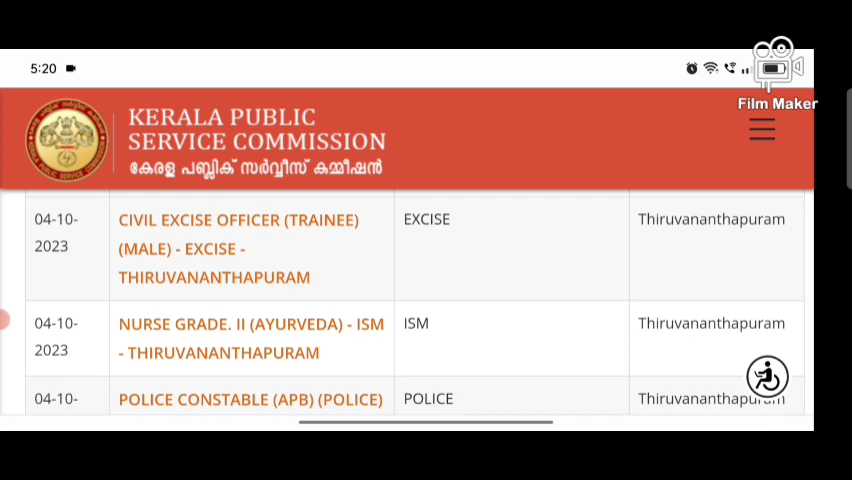 5:20
Film Maker
KERALA PUBLIC
SERVICE COMMISSION
കേരള പബ്ലിക് സർവ്വീസ് കമ്മീഷൻ
04-10-2023
CIVIL EXCISE OFFICER (TRAINEE)
(MALE) - EXCISE -
THIRUVANANTHAPURAM
EXCISE
Thiruvananthapuram
04-10-2023
NURSE GRADE. II (AYURVEDA) - ISM
- THIRUVANANTHAPURAM
ISM
Thiruvananthapuram
04-10-
POLICE CONSTABLE (APB) (POLICE)
POLICE
Thiruvananthapuram